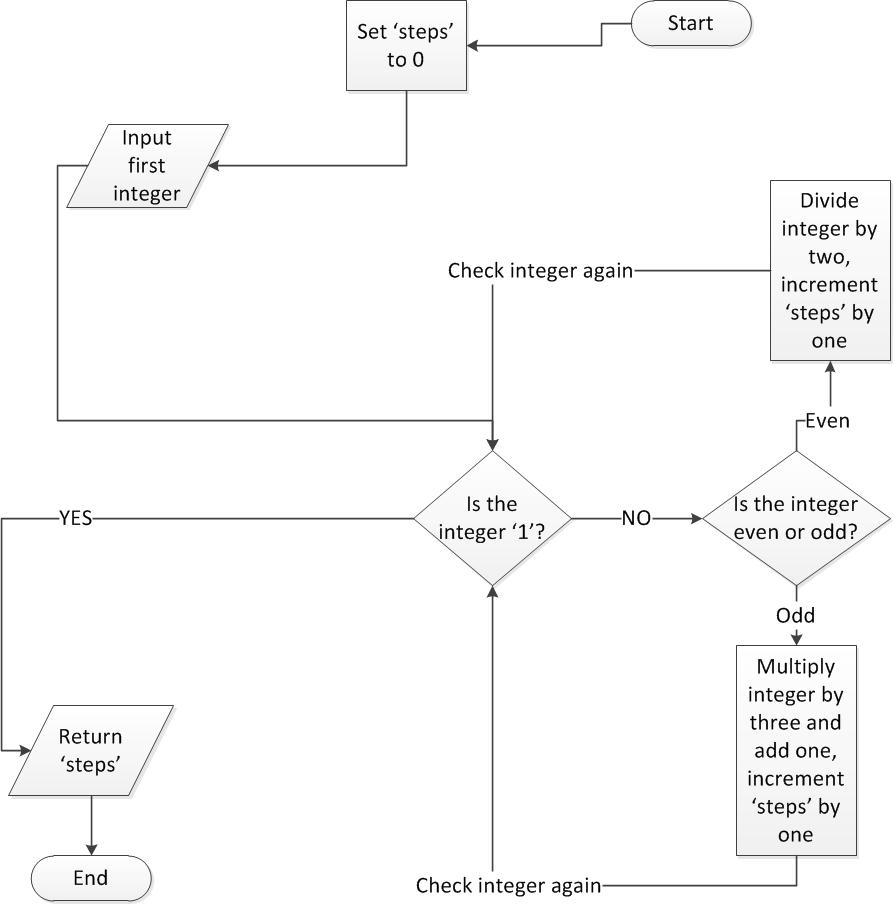 Start
Set ‘steps’
to 0
Input
first
integer
Is the
integer ‘1’?
YES
NO
Is the integer
even or odd?
Even
Divide
integer by
two,
increment
‘steps’ by
one
Check integer again
Odd
Multiply
integer by
three and
add one,
increment
‘steps’ by
one
Check integer again
Return
‘steps’
End